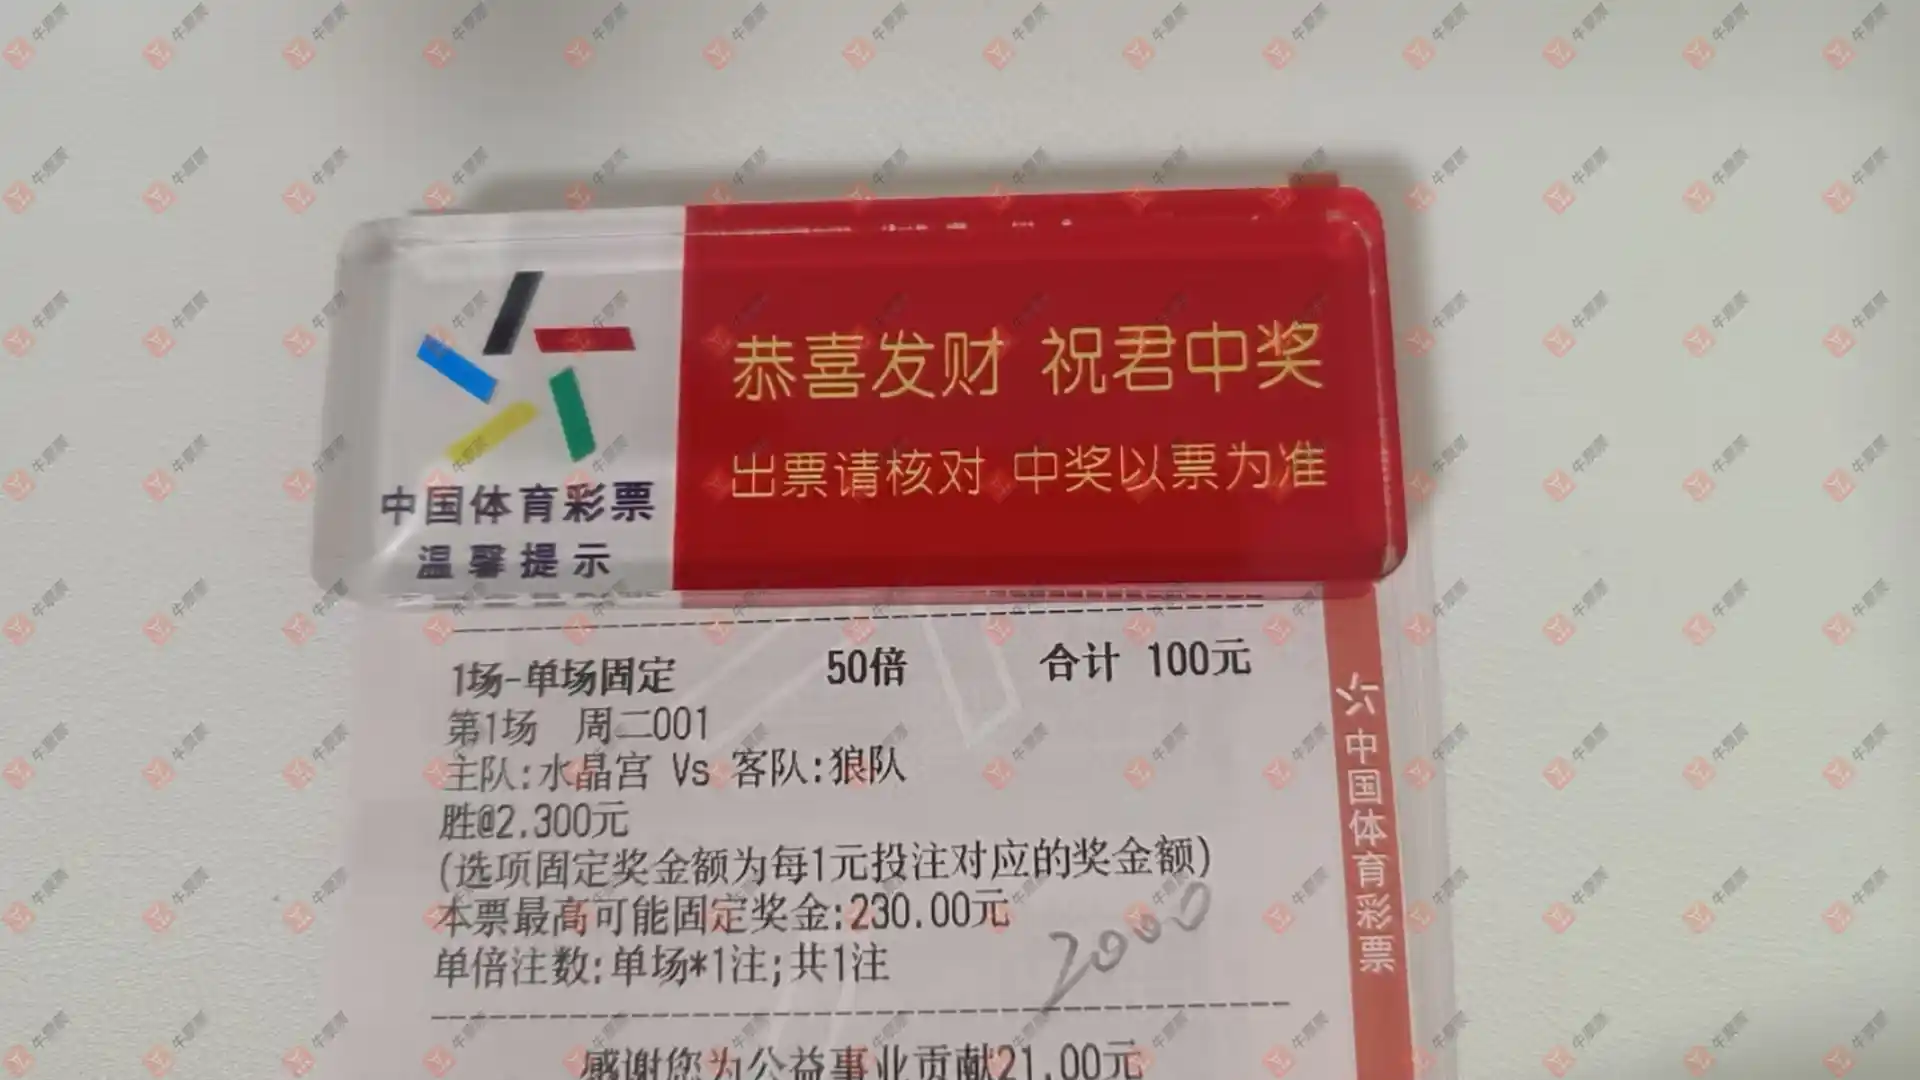 恭喜发财 祝君中奖
出票请核对 中奖以票为准
中国体育彩票
温馨提示
1场-单场固定 50倍 合计 100元
第1场 周二001
主队:水晶宫 Vs 客队:狼队
胜@2.300元
(选项固定奖金额为每1元投注对应的奖金额)
本票最高可能固定奖金:230.00元
单倍注数:单场*1注;共1注
2000
感谢您为公益事业贡献21.00元
中国体育彩票